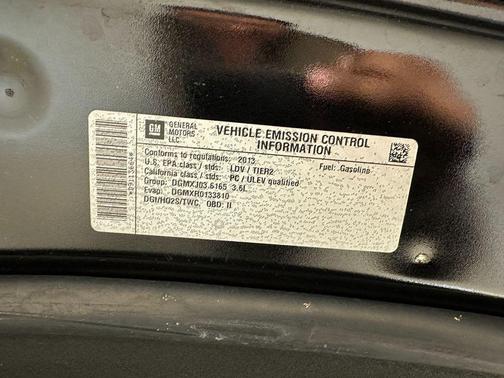 GM
GENERAL
MOTORS
LLC
VEHICLE EMISSION CONTROL
INFORMATION
Conforms to regulations: 2013
Fuel: Gasoline
U.S. EPA class / stds: LDV / TIER2
California class / stds: PC / ULEV qualified
Group: DGMXJ03.6165 3.6L
Evap: DGMXR0133810
DGI/HO2S/TWC, OBD: II